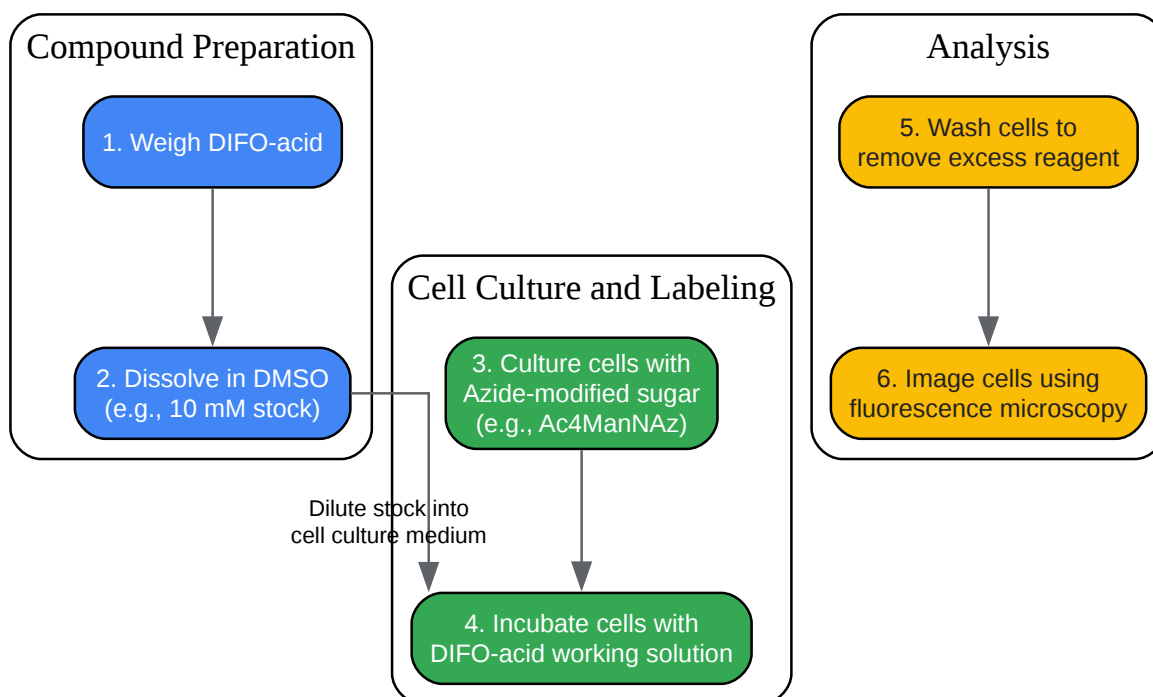 Compound Preparation
1. Weigh DIFO-acid
2. Dissolve in DMSO
(e.g., 10 mM stock)
Dilute stock into
cell culture medium
Cell Culture and Labeling
3. Culture cells with
Azide-modified sugar
(e.g., Ac4ManNAz)
4. Incubate cells with
DIFO-acid working solution
Analysis
5. Wash cells to
remove excess reagent
6. Image cells using
fluorescence microscopy